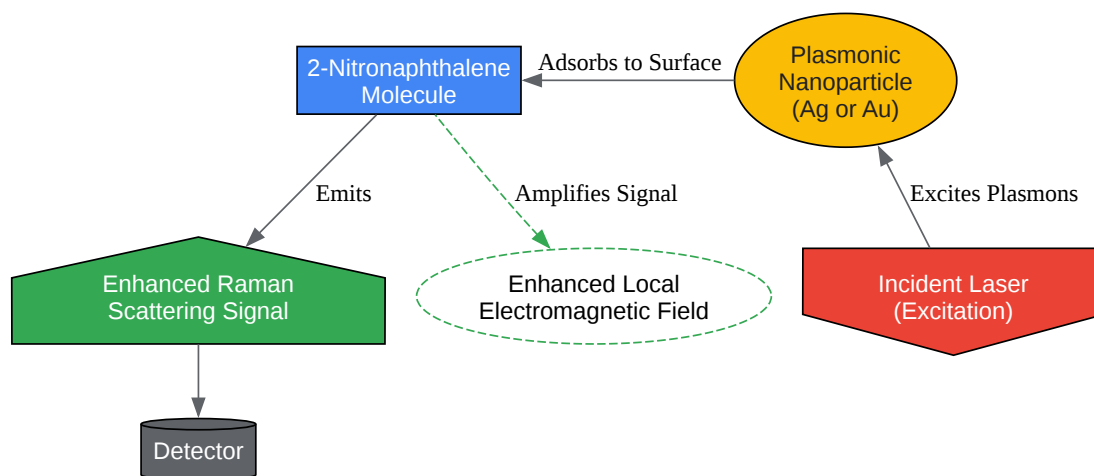 2-Nitronaphthalene
Molecule
Adsorbs to Surface
Plasmonic
Nanoparticle
(Ag or Au)
Emits
Amplifies Signal
Excites Plasmons
Enhanced Raman
Scattering Signal
Enhanced Local
Electromagnetic Field
Incident Laser
(Excitation)
Detector